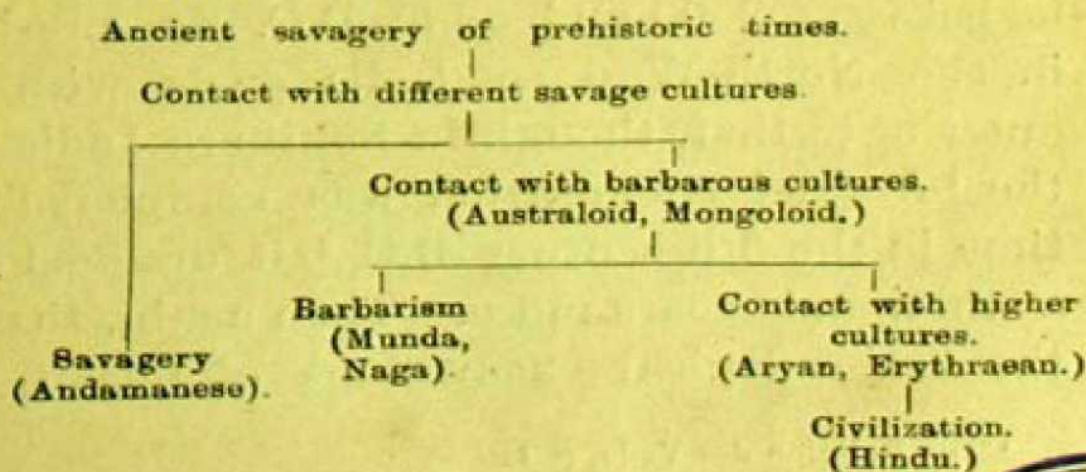 Ancient savagery of prehistoric times.
Contact with different savage cultures.
Contact with barbarous cultures.
(Australoid, Mongoloid.)
Barbarism
(Munda,
Naga).
Contact with higher
cultures.
(Aryan, Erythraean.)
Savagery
(Andamanese).
Civilization.
(Hindu.)